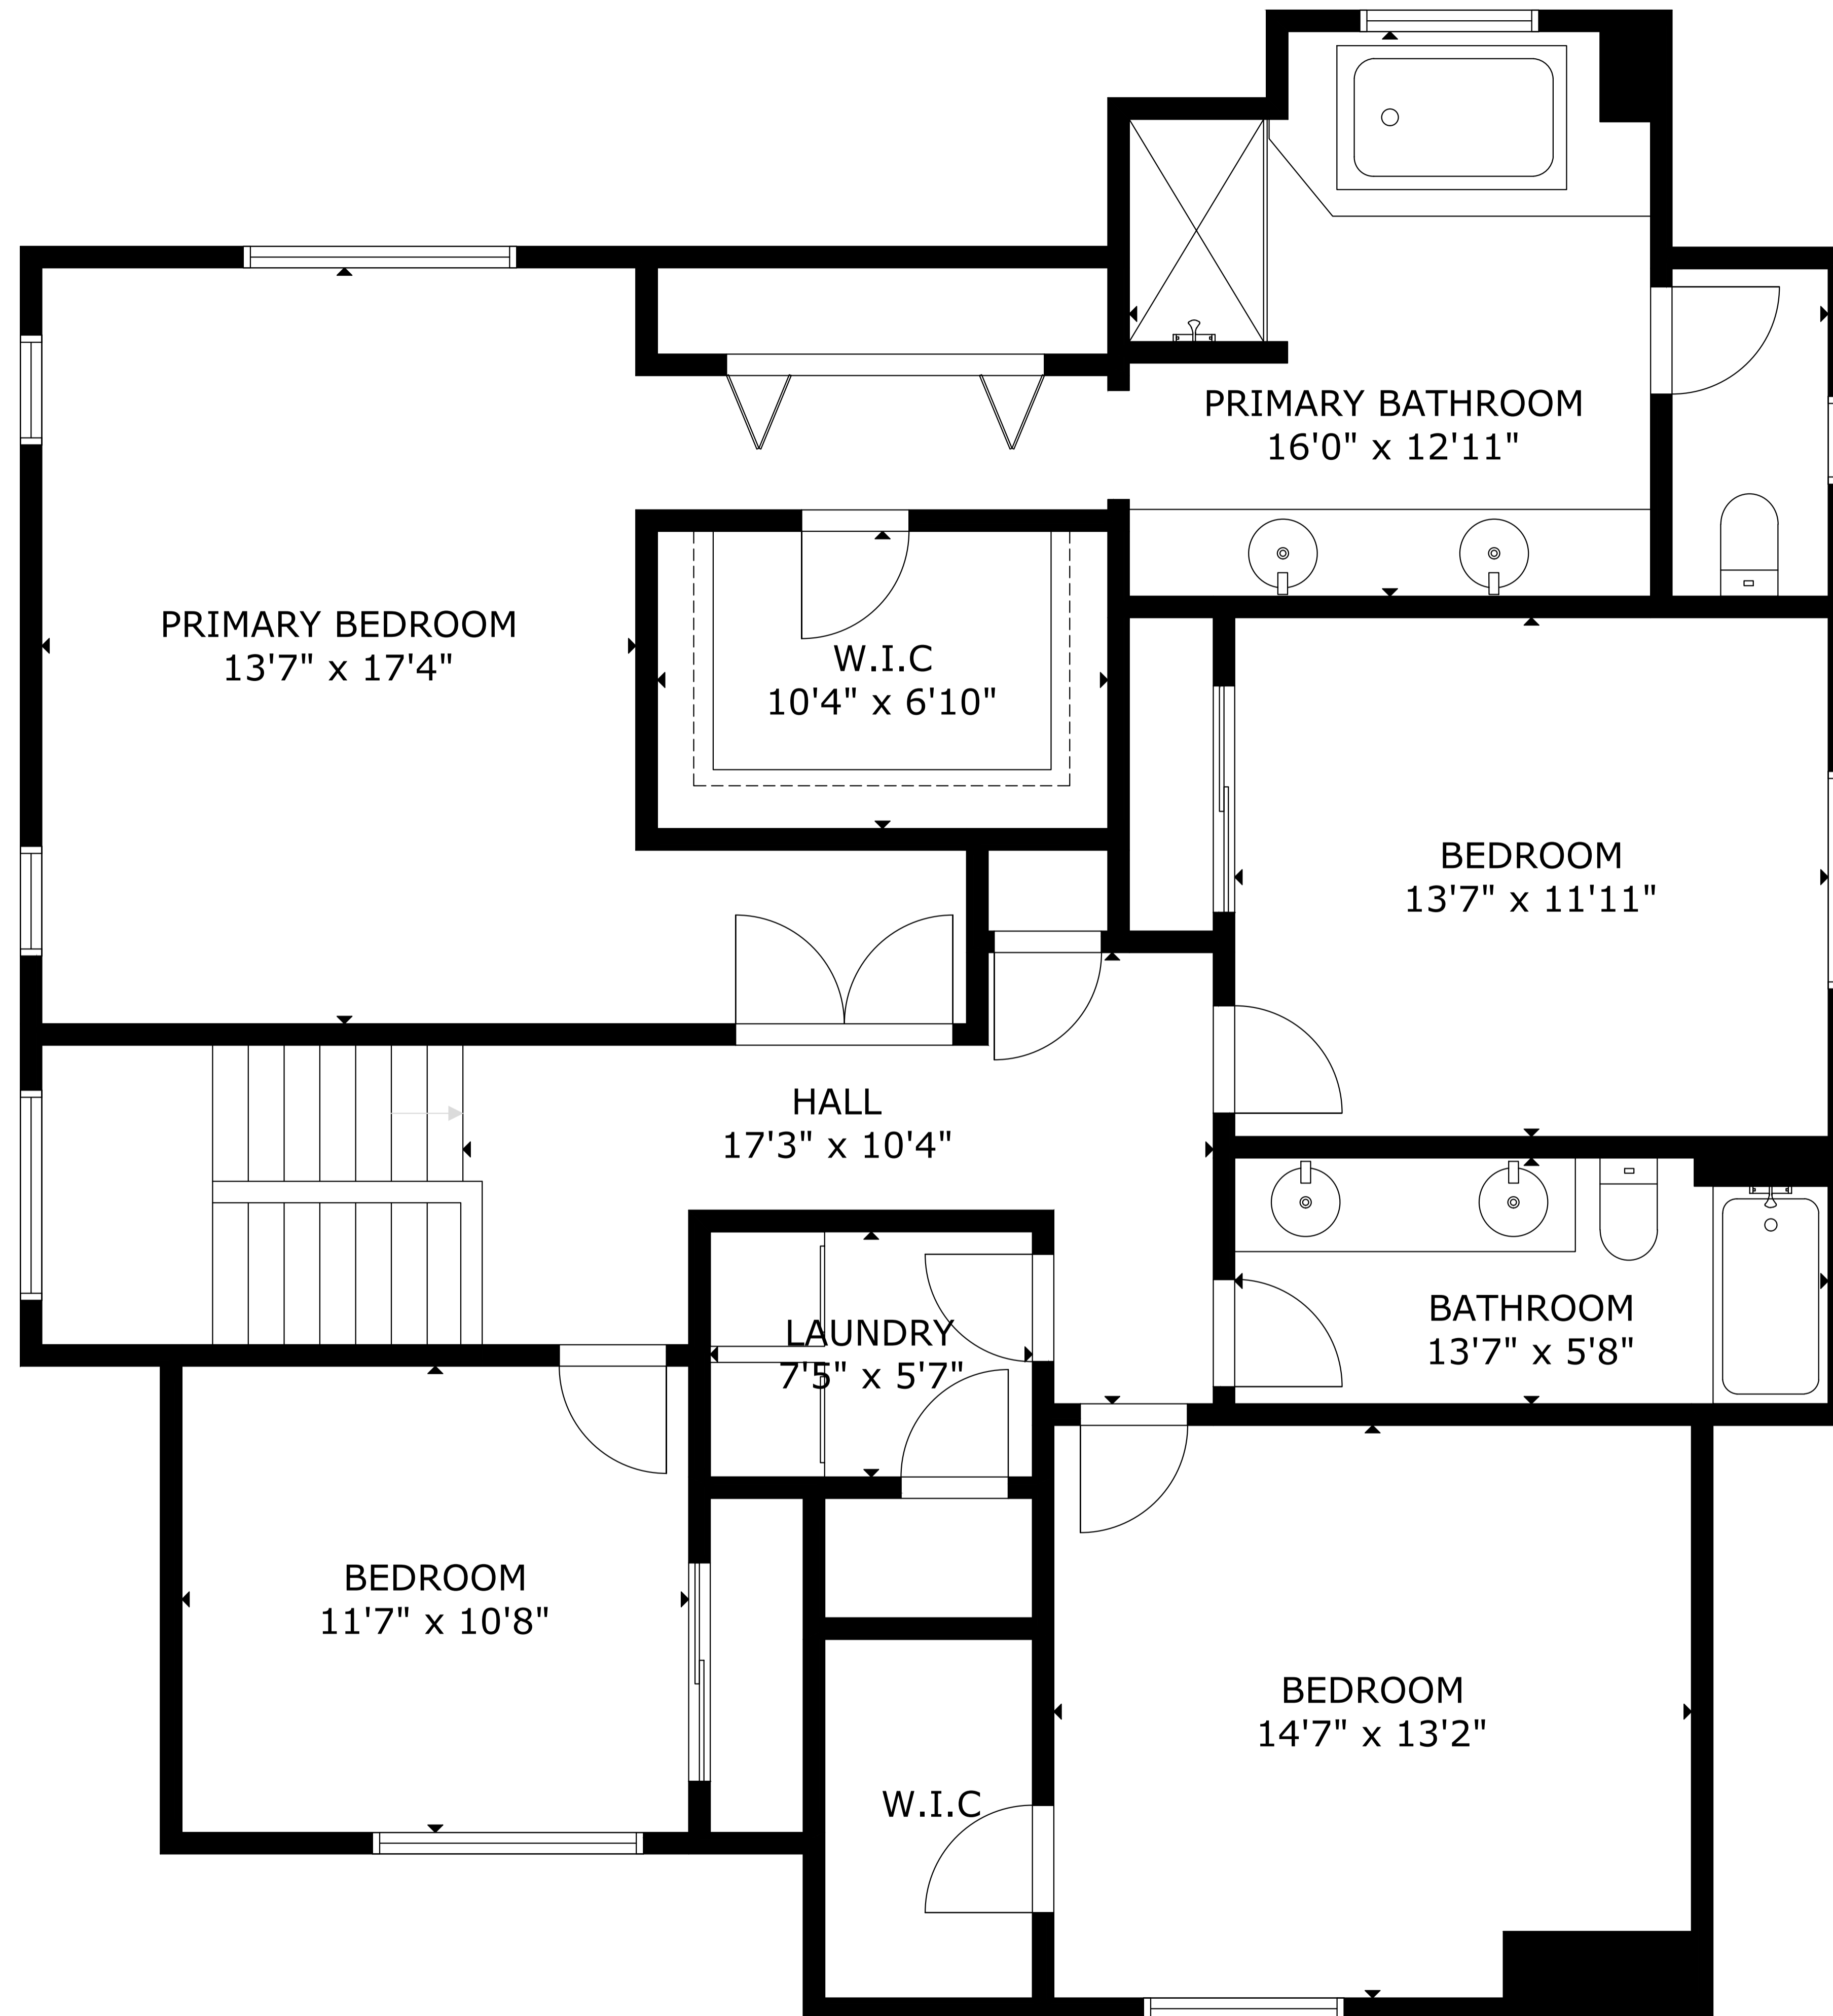 PRIMARY BATHROOM
16'0" x 12'11"
PRIMARY BEDROOM
13'7" x 17'4"
W.I.C
10'4" x 6'10"
BEDROOM
13'7" x 11'11"
HALL
17'3" x 10'4"
BATHROOM
13'7" x 5'8"
LAUNDRY
7'5" x 5'7"
BEDROOM
11'7" x 10'8"
BEDROOM
14'7" x 13'2"
W.I.C